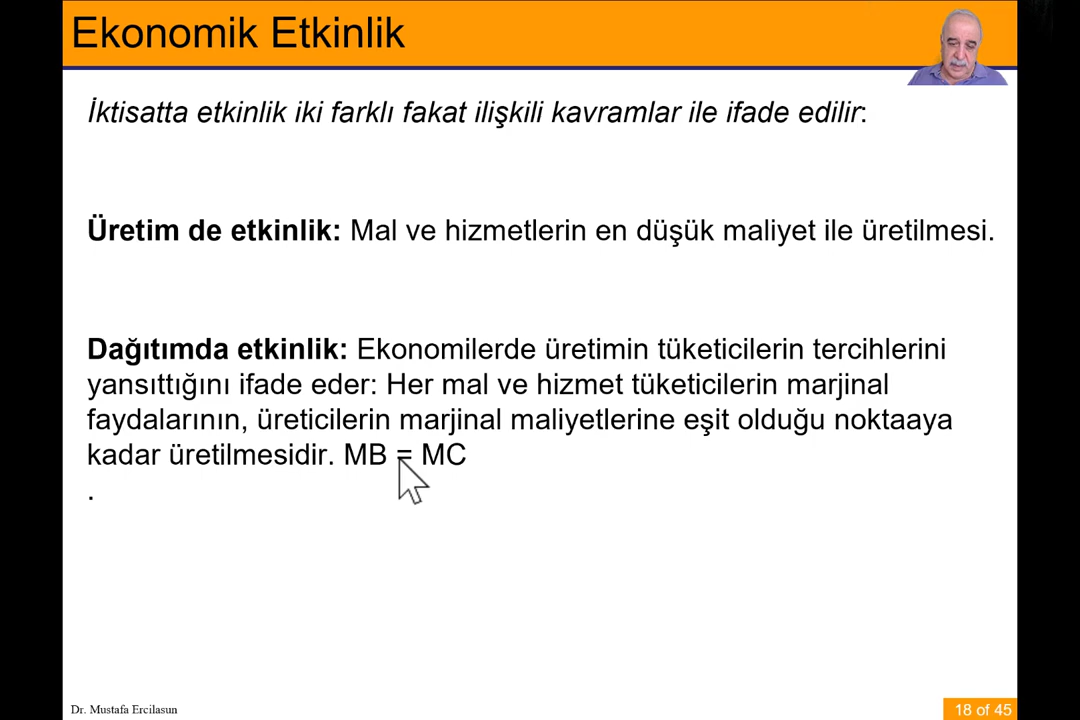 Ekonomik Etkinlik
İktisatta etkinlik iki farklı fakat ilişkili kavramlar ile ifade edilir:
Üretim de etkinlik: Mal ve hizmetlerin en düşük maliyet ile üretilmesi.
Dağıtımda etkinlik: Ekonomilerde üretimin tüketicilerin tercihlerini
yansıttığını ifade eder: Her mal ve hizmet tüketicilerin marjinal
faydalarının, üreticilerin marjinal maliyetlerine eşit olduğu noktaaya
kadar üretilmesidir. MB = MC
.
Dr. Mustafa Ercilasun
18 of 45